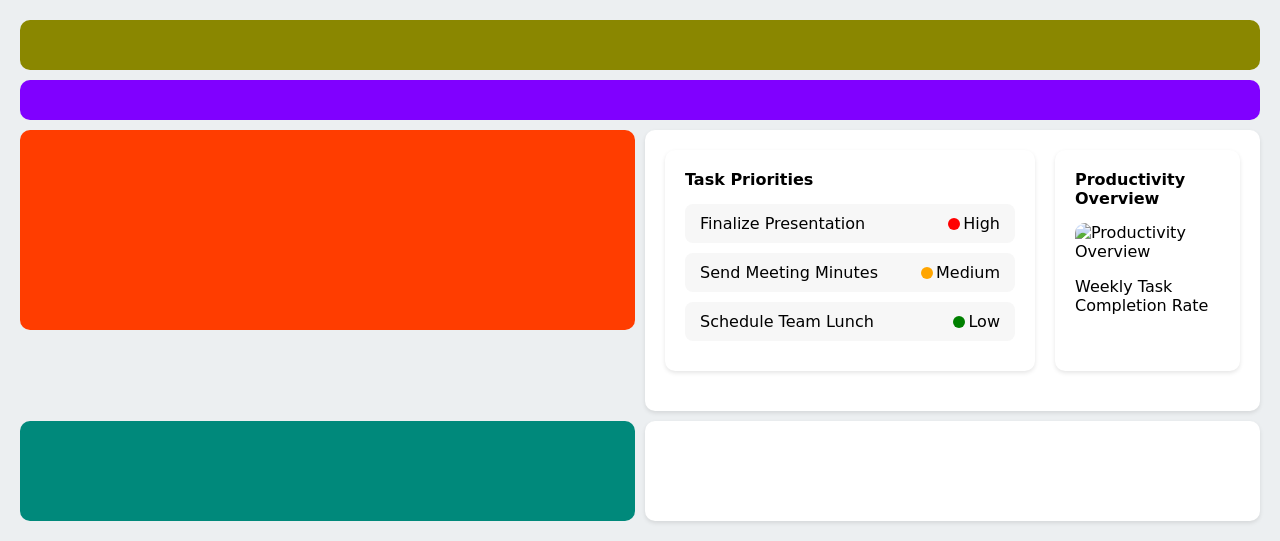 Task Priorities
Finalize Presentation High
Send Meeting Minutes Medium
Schedule Team Lunch Low
Productivity
Overview
Productivity
Overview
Weekly Task
Completion Rate